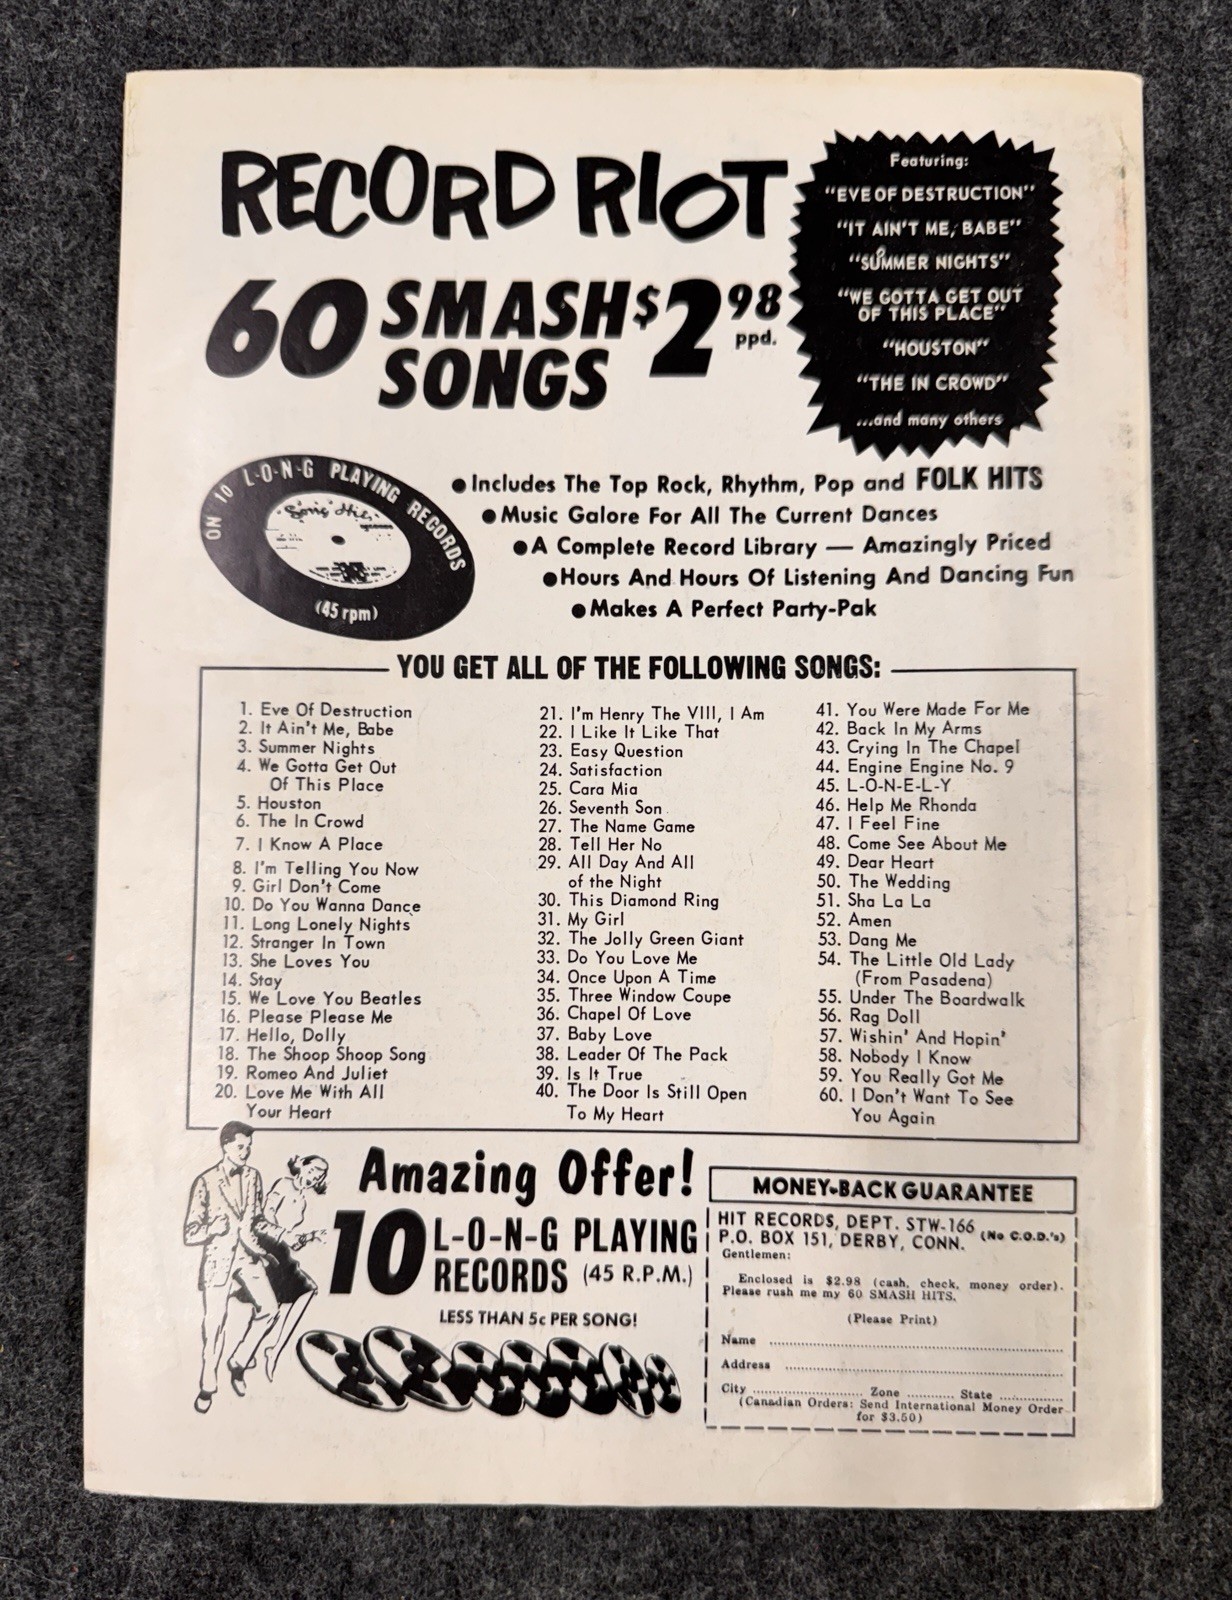 RECORD RIOT
60 SMASH SONGS $2.98 ppd.
Featuring:
"EVE OF DESTRUCTION"
"IT AIN'T ME, BABE"
"SUMMER NIGHTS"
"WE GOTTA GET OUT
OF THIS PLACE"
"HOUSTON"
"THE IN CROWD"
...and many others
ON 10 L-O-N-G PLAYING RECORDS
Song Hits
(45 rpm)
●Includes The Top Rock, Rhythm, Pop and FOLK HITS
●Music Galore For All The Current Dances
●A Complete Record Library — Amazingly Priced
●Hours And Hours Of Listening And Dancing Fun
●Makes A Perfect Party-Pak
YOU GET ALL OF THE FOLLOWING SONGS:
1. Eve Of Destruction
2. It Ain't Me, Babe
3. Summer Nights
4. We Gotta Get Out
Of This Place
5. Houston
6. The In Crowd
7. I Know A Place
8. I'm Telling You Now
9. Girl Don't Come
10. Do You Wanna Dance
11. Long Lonely Nights
12. Stranger In Town
13. She Loves You
14. Stay
15. We Love You Beatles
16. Please Please Me
17. Hello, Dolly
18. The Shoop Shoop Song
19. Romeo And Juliet
20. Love Me With All
Your Heart
21. I'm Henry The VIII, I Am
22. I Like It Like That
23. Easy Question
24. Satisfaction
25. Cara Mia
26. Seventh Son
27. The Name Game
28. Tell Her No
29. All Day And All
of the Night
30. This Diamond Ring
31. My Girl
32. The Jolly Green Giant
33. Do You Love Me
34. Once Upon A Time
35. Three Window Coupe
36. Chapel Of Love
37. Baby Love
38. Leader Of The Pack
39. Is It True
40. The Door Is Still Open
To My Heart
41. You Were Made For Me
42. Back In My Arms
43. Crying In The Chapel
44. Engine Engine No. 9
45. L-O-N-E-L-Y
46. Help Me Rhonda
47. I Feel Fine
48. Come See About Me
49. Dear Heart
50. The Wedding
51. Sha La La
52. Amen
53. Dang Me
54. The Little Old Lady
(From Pasadena)
55. Under The Boardwalk
56. Rag Doll
57. Wishin' And Hopin'
58. Nobody I Know
59. You Really Got Me
60. I Don't Want To See
You Again
Amazing Offer!
10 L-O-N-G PLAYING
RECORDS (45 R.P.M.)
LESS THAN 5c PER SONG!
MONEY-BACK GUARANTEE
HIT RECORDS, DEPT. STW-166
P.O. BOX 151, DERBY, CONN. (No C.O.D.'s)
Gentlemen:
Enclosed is $2.98 (cash, check, money order).
Please rush me my 60 SMASH HITS.
(Please Print)
Name
Address
City Zone State
(Canadian Orders: Send International Money Order
for $3.50)